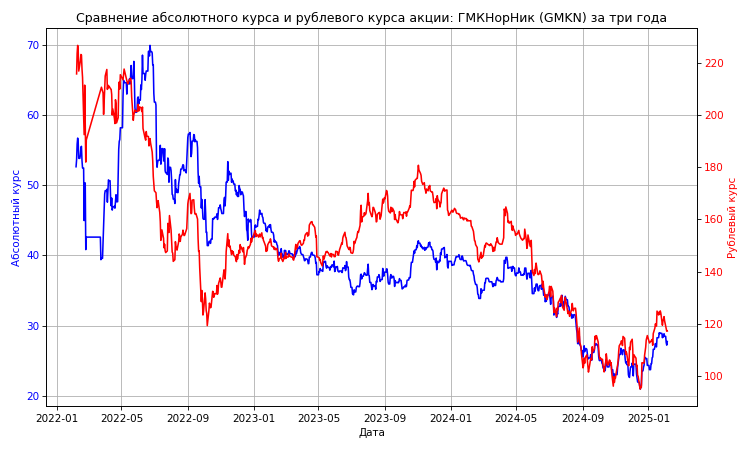 Сравнение абсолютного курса и рублевого курса акции: ГМКНорНик (GMKN) за три года
70
60
50
40
30
20
Абсолютный курс
220
200
180
160
140
120
100
Рублевый курс
2022-01 2022-05 2022-09 2023-01 2023-05 2023-09 2024-01 2024-05 2024-09 2025-01
Дата